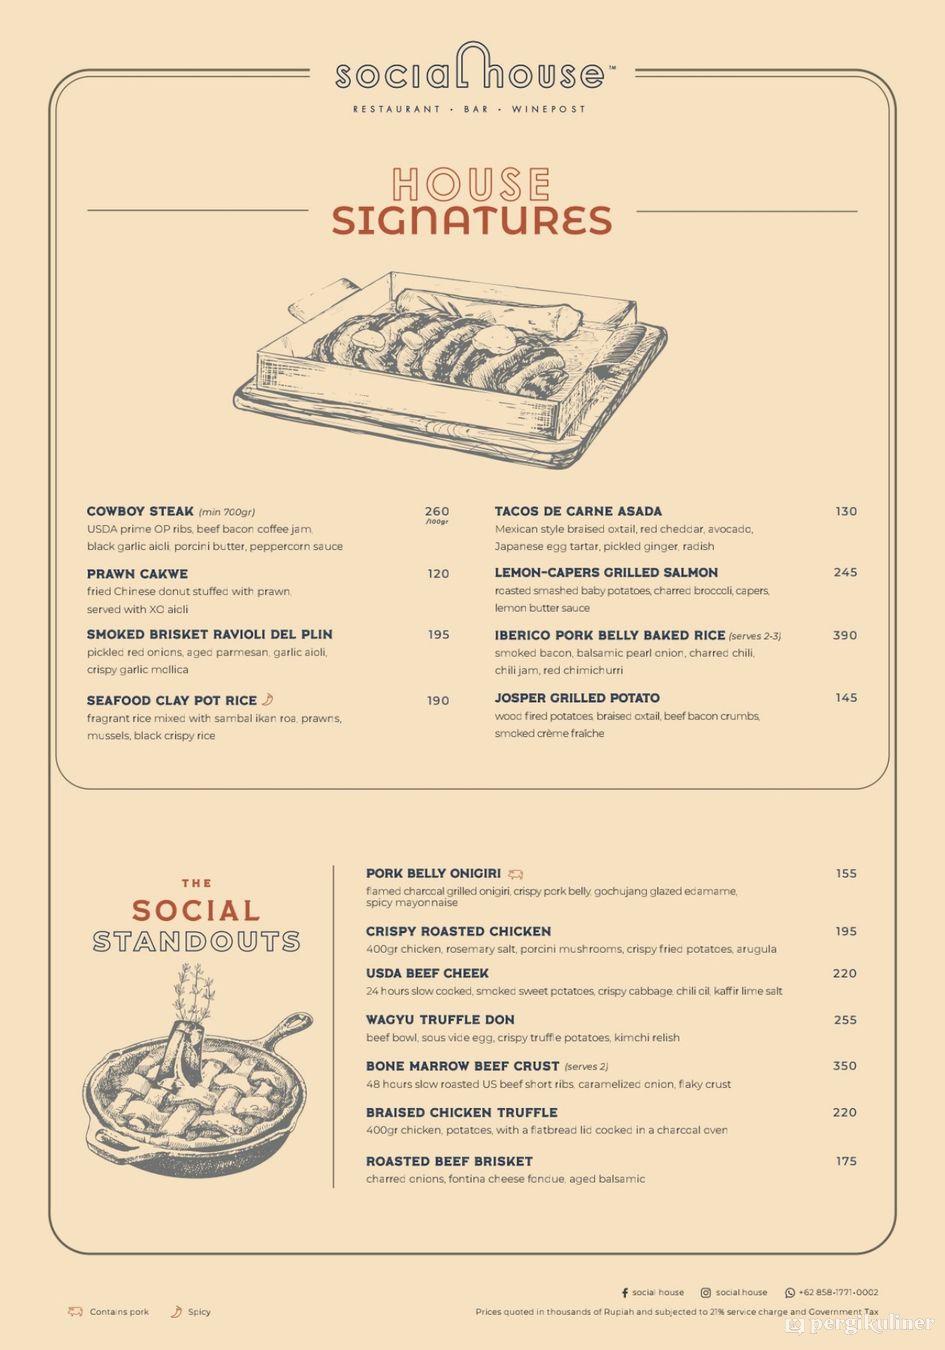 social house™
RESTAURANT • BAR • WINEPOST
HOUSE
SIGNATURES
COWBOY STEAK (min 700gr) 260
/100gr
USDA prime OP ribs, beef bacon coffee jam,
black garlic aioli, porcini butter, peppercorn sauce
PRAWN CAKWE 120
fried Chinese donut stuffed with prawn,
served with XO aioli
SMOKED BRISKET RAVIOLI DEL PLIN 195
pickled red onions, aged parmesan, garlic aioli,
crispy garlic mollica
SEAFOOD CLAY POT RICE 190
fragrant rice mixed with sambal ikan roa, prawns,
mussels, black crispy rice
TACOS DE CARNE ASADA 130
Mexican style braised oxtail, red cheddar, avocado,
Japanese egg tartar, pickled ginger, radish
LEMON-CAPERS GRILLED SALMON 245
roasted smashed baby potatoes, charred broccoli, capers,
lemon butter sauce
IBERICO PORK BELLY BAKED RICE (serves 2-3) 390
smoked bacon, balsamic pearl onion, charred chili,
chili jam, red chimichurri
JOSPER GRILLED POTATO 145
wood fired potatoes, braised oxtail, beef bacon crumbs,
smoked crème fraîche
THE
SOCIAL
STANDOUTS
PORK BELLY ONIGIRI 155
flamed charcoal grilled onigiri, crispy pork belly, gochujang glazed edamame,
spicy mayonnaise
CRISPY ROASTED CHICKEN 195
400gr chicken, rosemary salt, porcini mushrooms, crispy fried potatoes, arugula
USDA BEEF CHEEK 220
24 hours slow cooked, smoked sweet potatoes, crispy cabbage, chili oil, kaffir lime salt
WAGYU TRUFFLE DON 255
beef bowl, sous vide egg, crispy truffle potatoes, kimchi relish
BONE MARROW BEEF CRUST (serves 2) 350
48 hours slow roasted US beef short ribs, caramelized onion, flaky crust
BRAISED CHICKEN TRUFFLE 220
400gr chicken, potatoes, with a flatbread lid cooked in a charcoal oven
ROASTED BEEF BRISKET 175
charred onions, fontina cheese fondue, aged balsamic
social house social.house +62 858-1771-0002
Contains pork Spicy Prices quoted in thousands of Rupiah and subjected to 21% service charge and Government Tax
pergikuliner